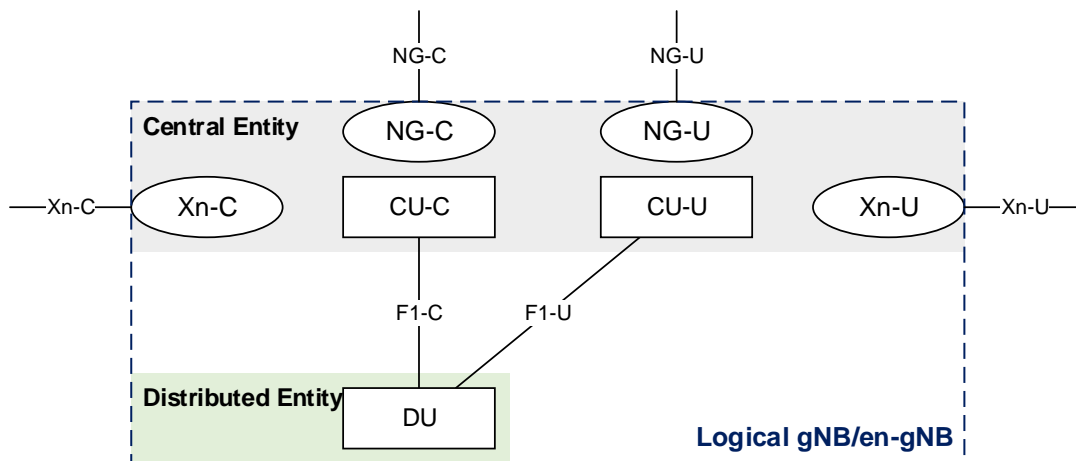 NG-C
NG-U
Central Entity
NG-C
NG-U
Xn-C
Xn-C
CU-C
CU-U
Xn-U
Xn-U
F1-C
F1-U
Distributed Entity
DU
Logical gNB/en-gNB